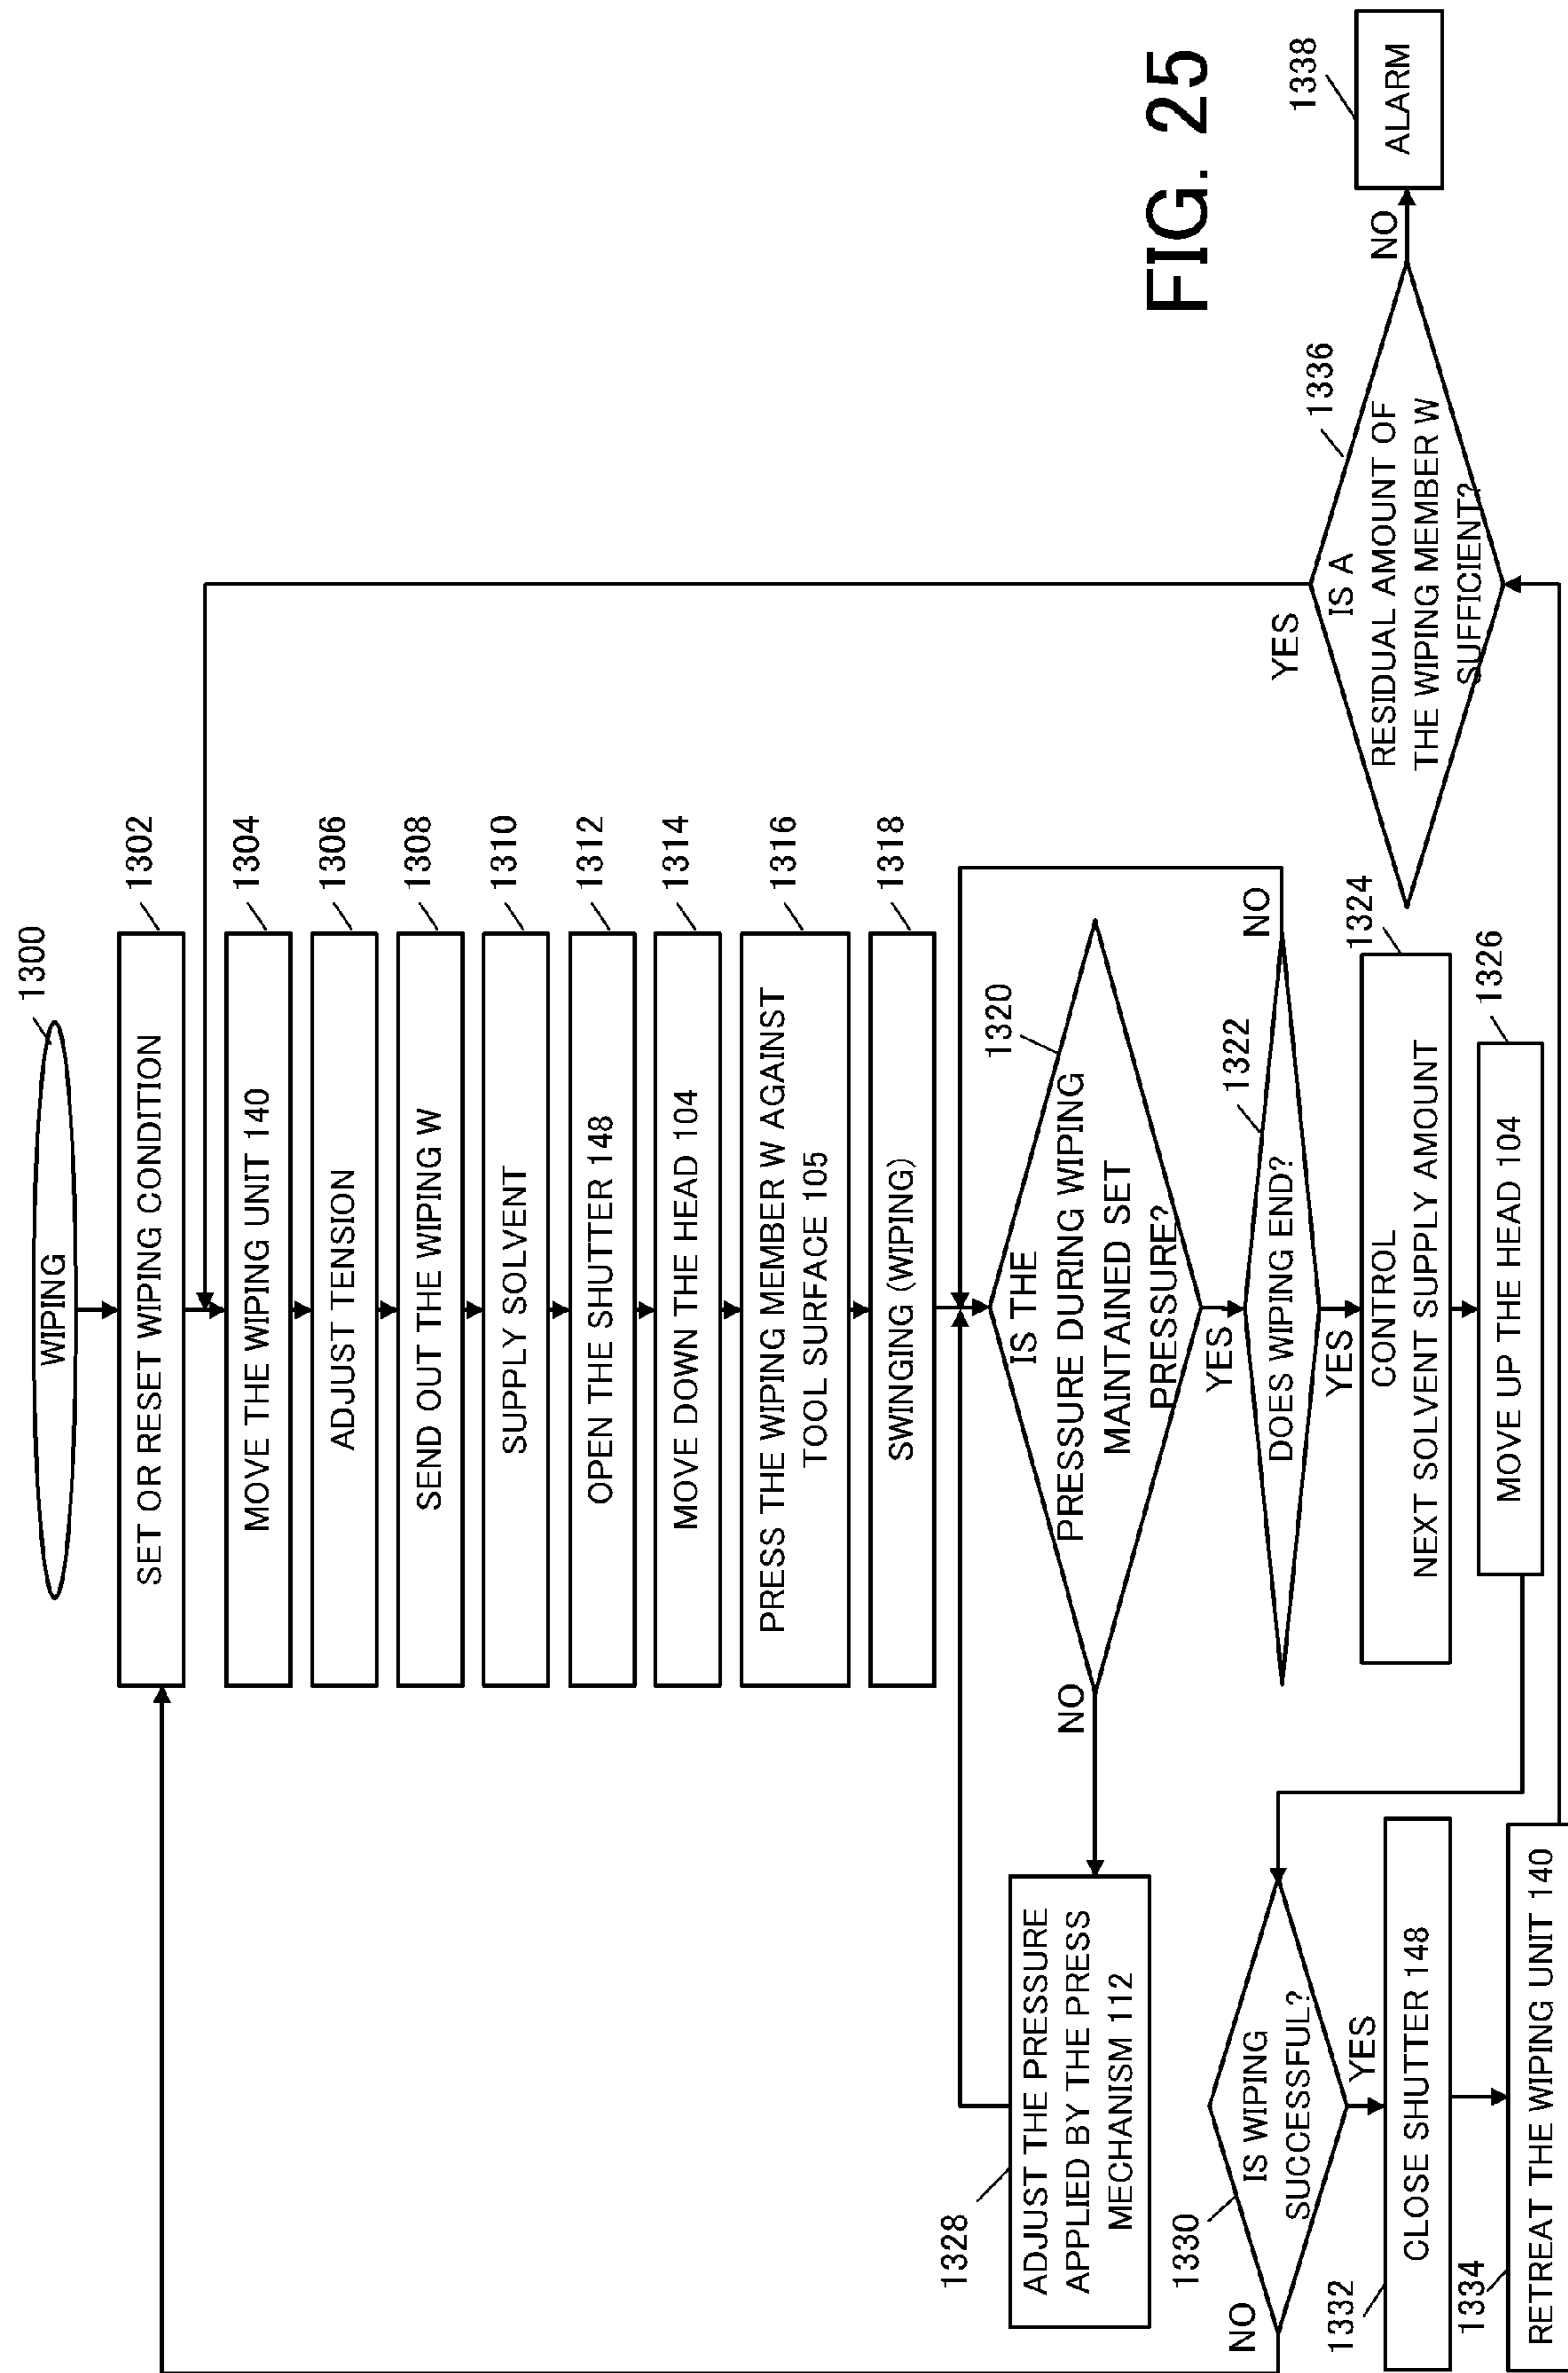 WIPING
1300
SET OR RESET WIPING CONDITION
1302
MOVE THE WIPING UNIT 140
1304
ADJUST TENSION
1306
SEND OUT THE WIPING W
1308
SUPPLY SOLVENT
1310
OPEN THE SHUTTER 148
1312
MOVE DOWN THE HEAD 104
1314
PRESS THE WIPING MEMBER W AGAINST
TOOL SURFACE 105
1316
SWINGING (WIPING)
1318
IS THE
PRESSURE DURING WIPING
MAINTAINED SET
PRESSURE?
1320
NO
YES
ADJUST THE PRESSURE
APPLIED BY THE PRESS
MECHANISM 112
1328
DOES WIPING END?
1322
NO
YES
CONTROL
NEXT SOLVENT SUPPLY AMOUNT
1324
MOVE UP THE HEAD 104
1326
IS WIPING
SUCCESSFUL?
1330
NO
YES
CLOSE SHUTTER 148
1332
RETREAT THE WIPING UNIT 140
1334
IS A
RESIDUAL AMOUNT OF
THE WIPING MEMBER W
SUFFICIENT?
1336
YES
NO
ALARM
1338
FIG. 25